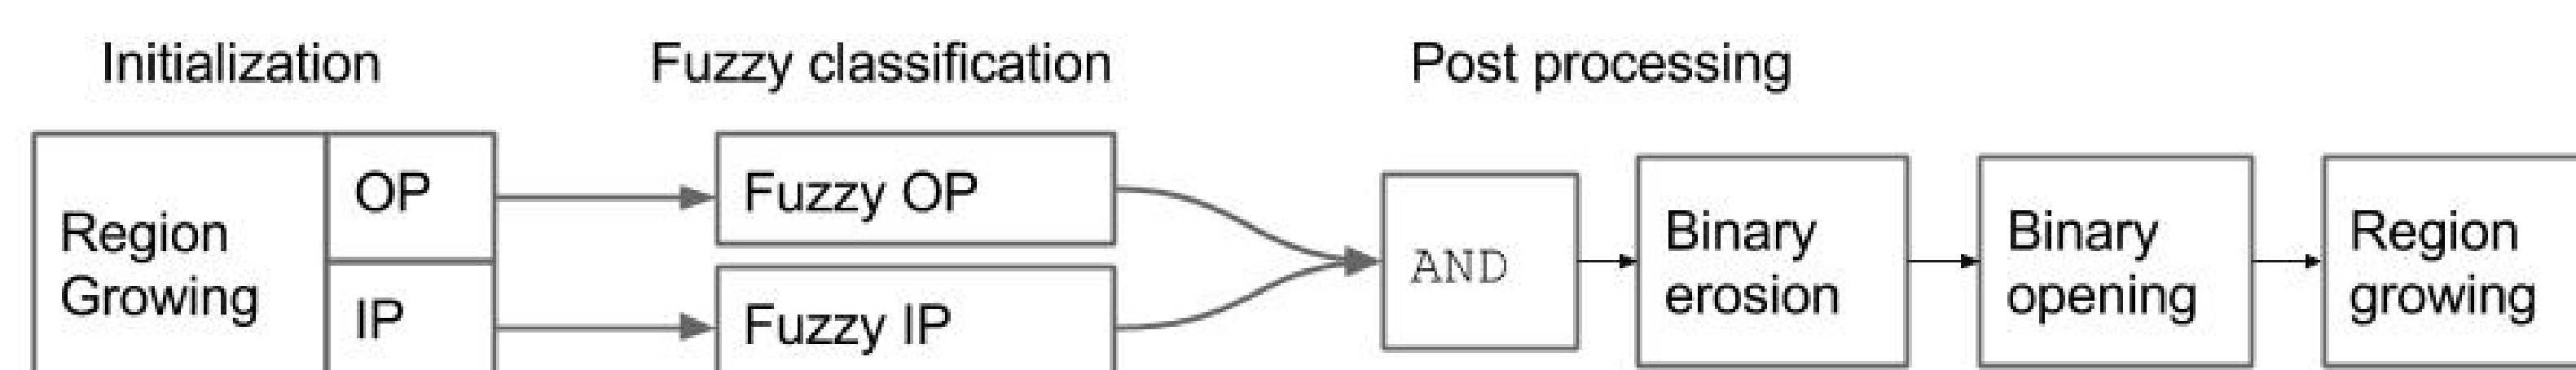 Initialization
Fuzzy classification
Post processing
Region
Growing
OP
IP
Fuzzy OP
Fuzzy IP
AND
Binary
erosion
Binary
opening
Region
growing